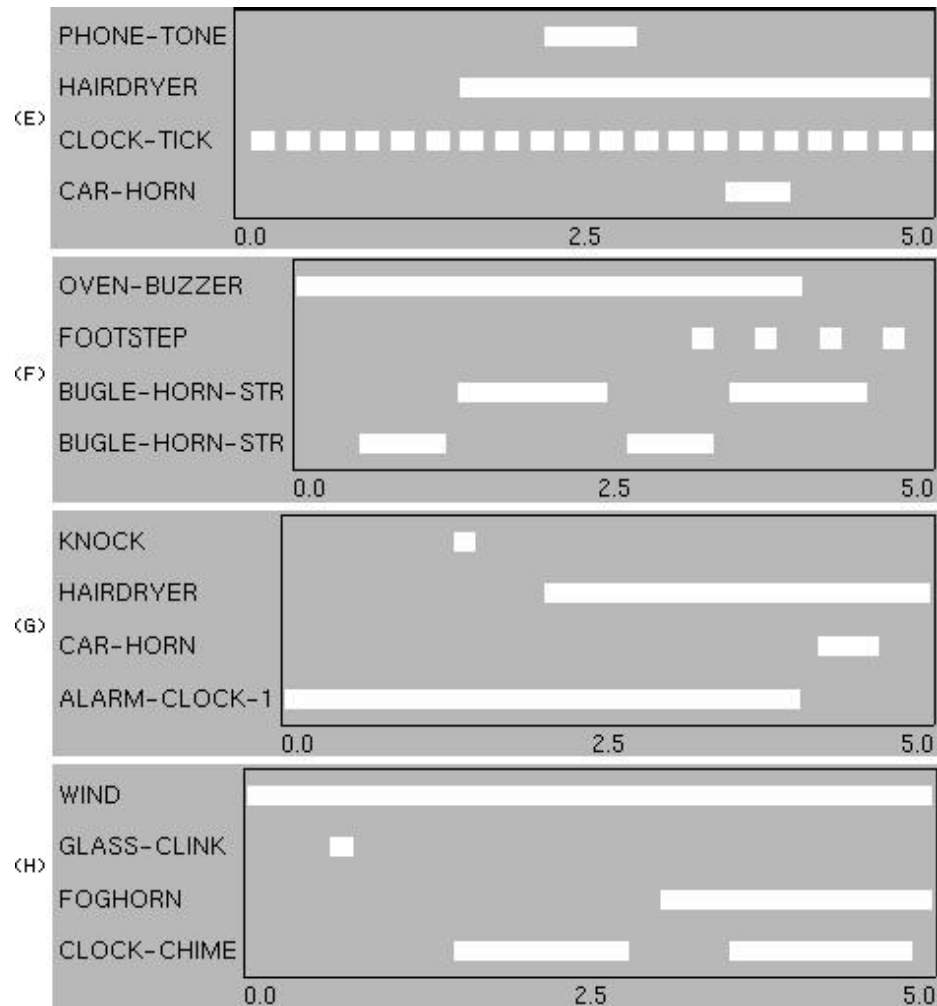 PHONE-TONE
HAIRDRYER
(E)
CLOCK-TICK
CAR-HORN
0.0 2.5 5.0
OVEN-BUZZER
FOOTSTEP
(F)
BUGLE-HORN-STR
BUGLE-HORN-STR
0.0 2.5 5.0
KNOCK
HAIRDRYER
(G)
CAR-HORN
ALARM-CLOCK-1
0.0 2.5 5.0
WIND
GLASS-CLINK
(H)
FOGHORN
CLOCK-CHIME
0.0 2.5 5.0